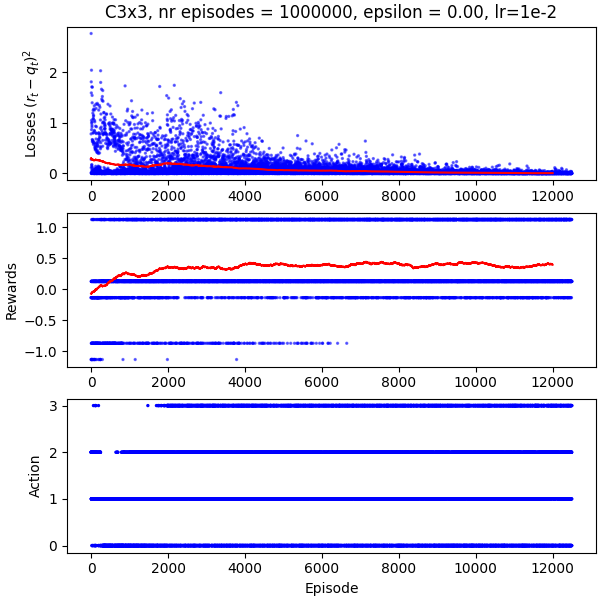 C3x3, nr episodes = 1000000, epsilon = 0.00, lr=1e-2
Losses $(r_t - q_t)^2$
2
1
0
0 2000 4000 6000 8000 10000 12000
Rewards
1.0
0.5
0.0
−0.5
−1.0
0 2000 4000 6000 8000 10000 12000
Action
3
2
1
0
0 2000 4000 6000 8000 10000 12000
Episode